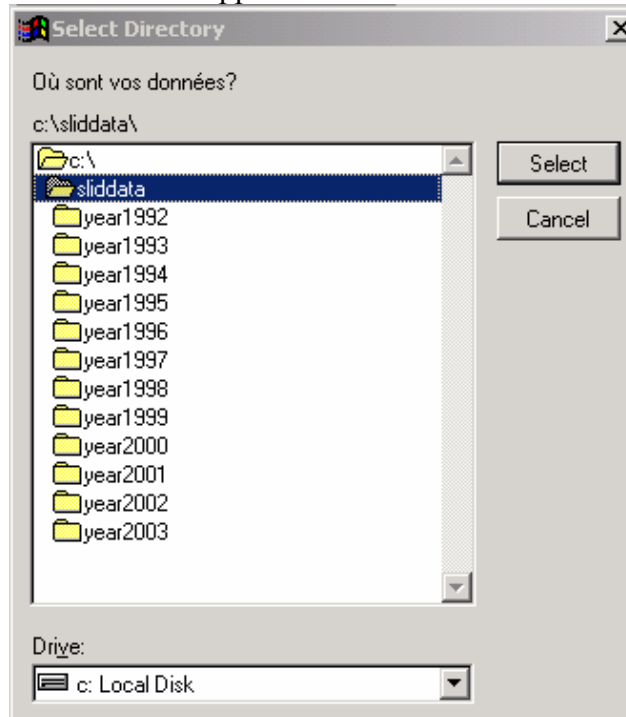 Select Directory
Où sont vos données?
c:\sliddata\
c:\
sliddata
year1992
year1993
year1994
year1995
year1996
year1997
year1998
year1999
year2000
year2001
year2002
year2003
Select
Cancel
Drive:
c: Local Disk